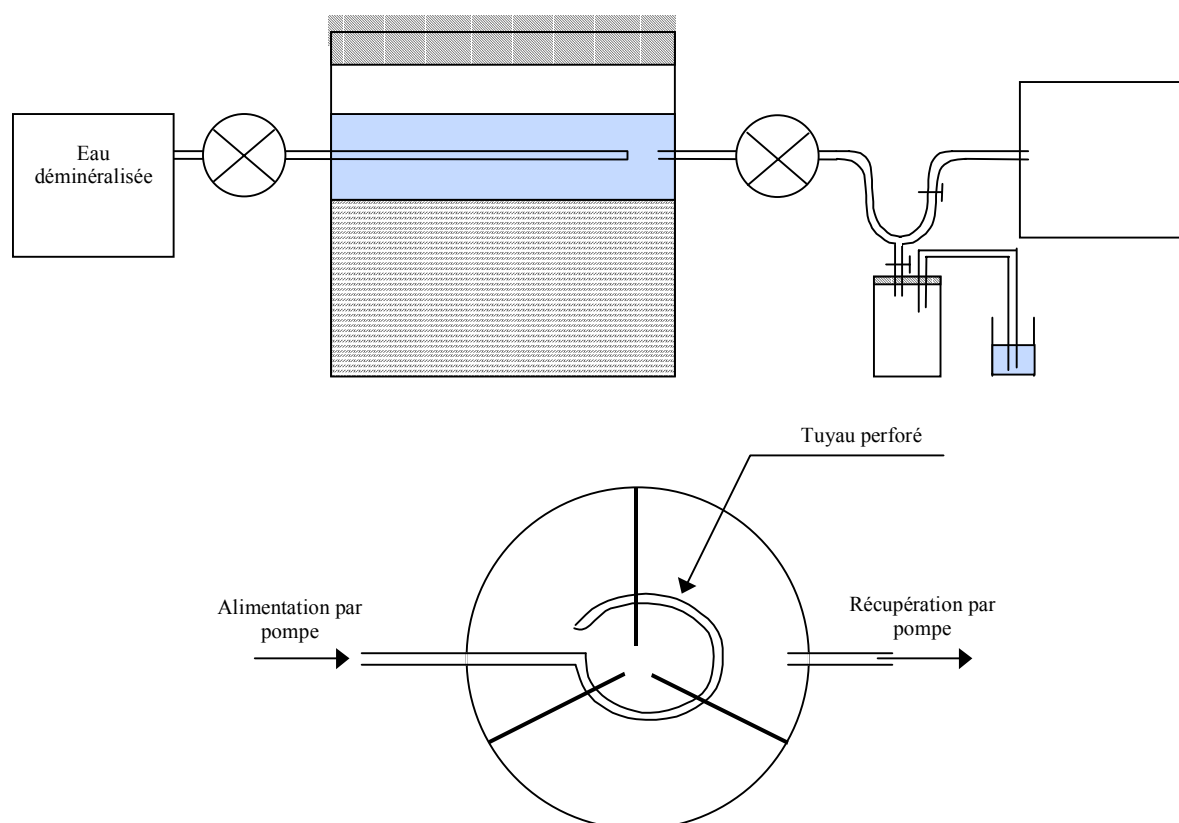 Eau
déminéralisée
Tuyau perforé
Alimentation par
pompe
Récupération par
pompe